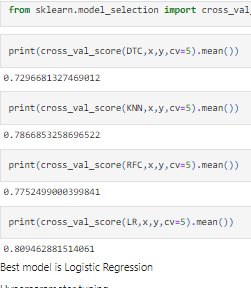 from sklearn.model_selection import cross_val
print(cross_val_score(DTC,x,y,cv=5).mean())
0.7296681327469012
print(cross_val_score(KNN,x,y,cv=5).mean())
0.7866853258696522
print(cross_val_score(RFC,x,y,cv=5).mean())
0.7752499000399841
print(cross_val_score(LR,x,y,cv=5).mean())
0.809462881514061
Best model is Logistic Regression